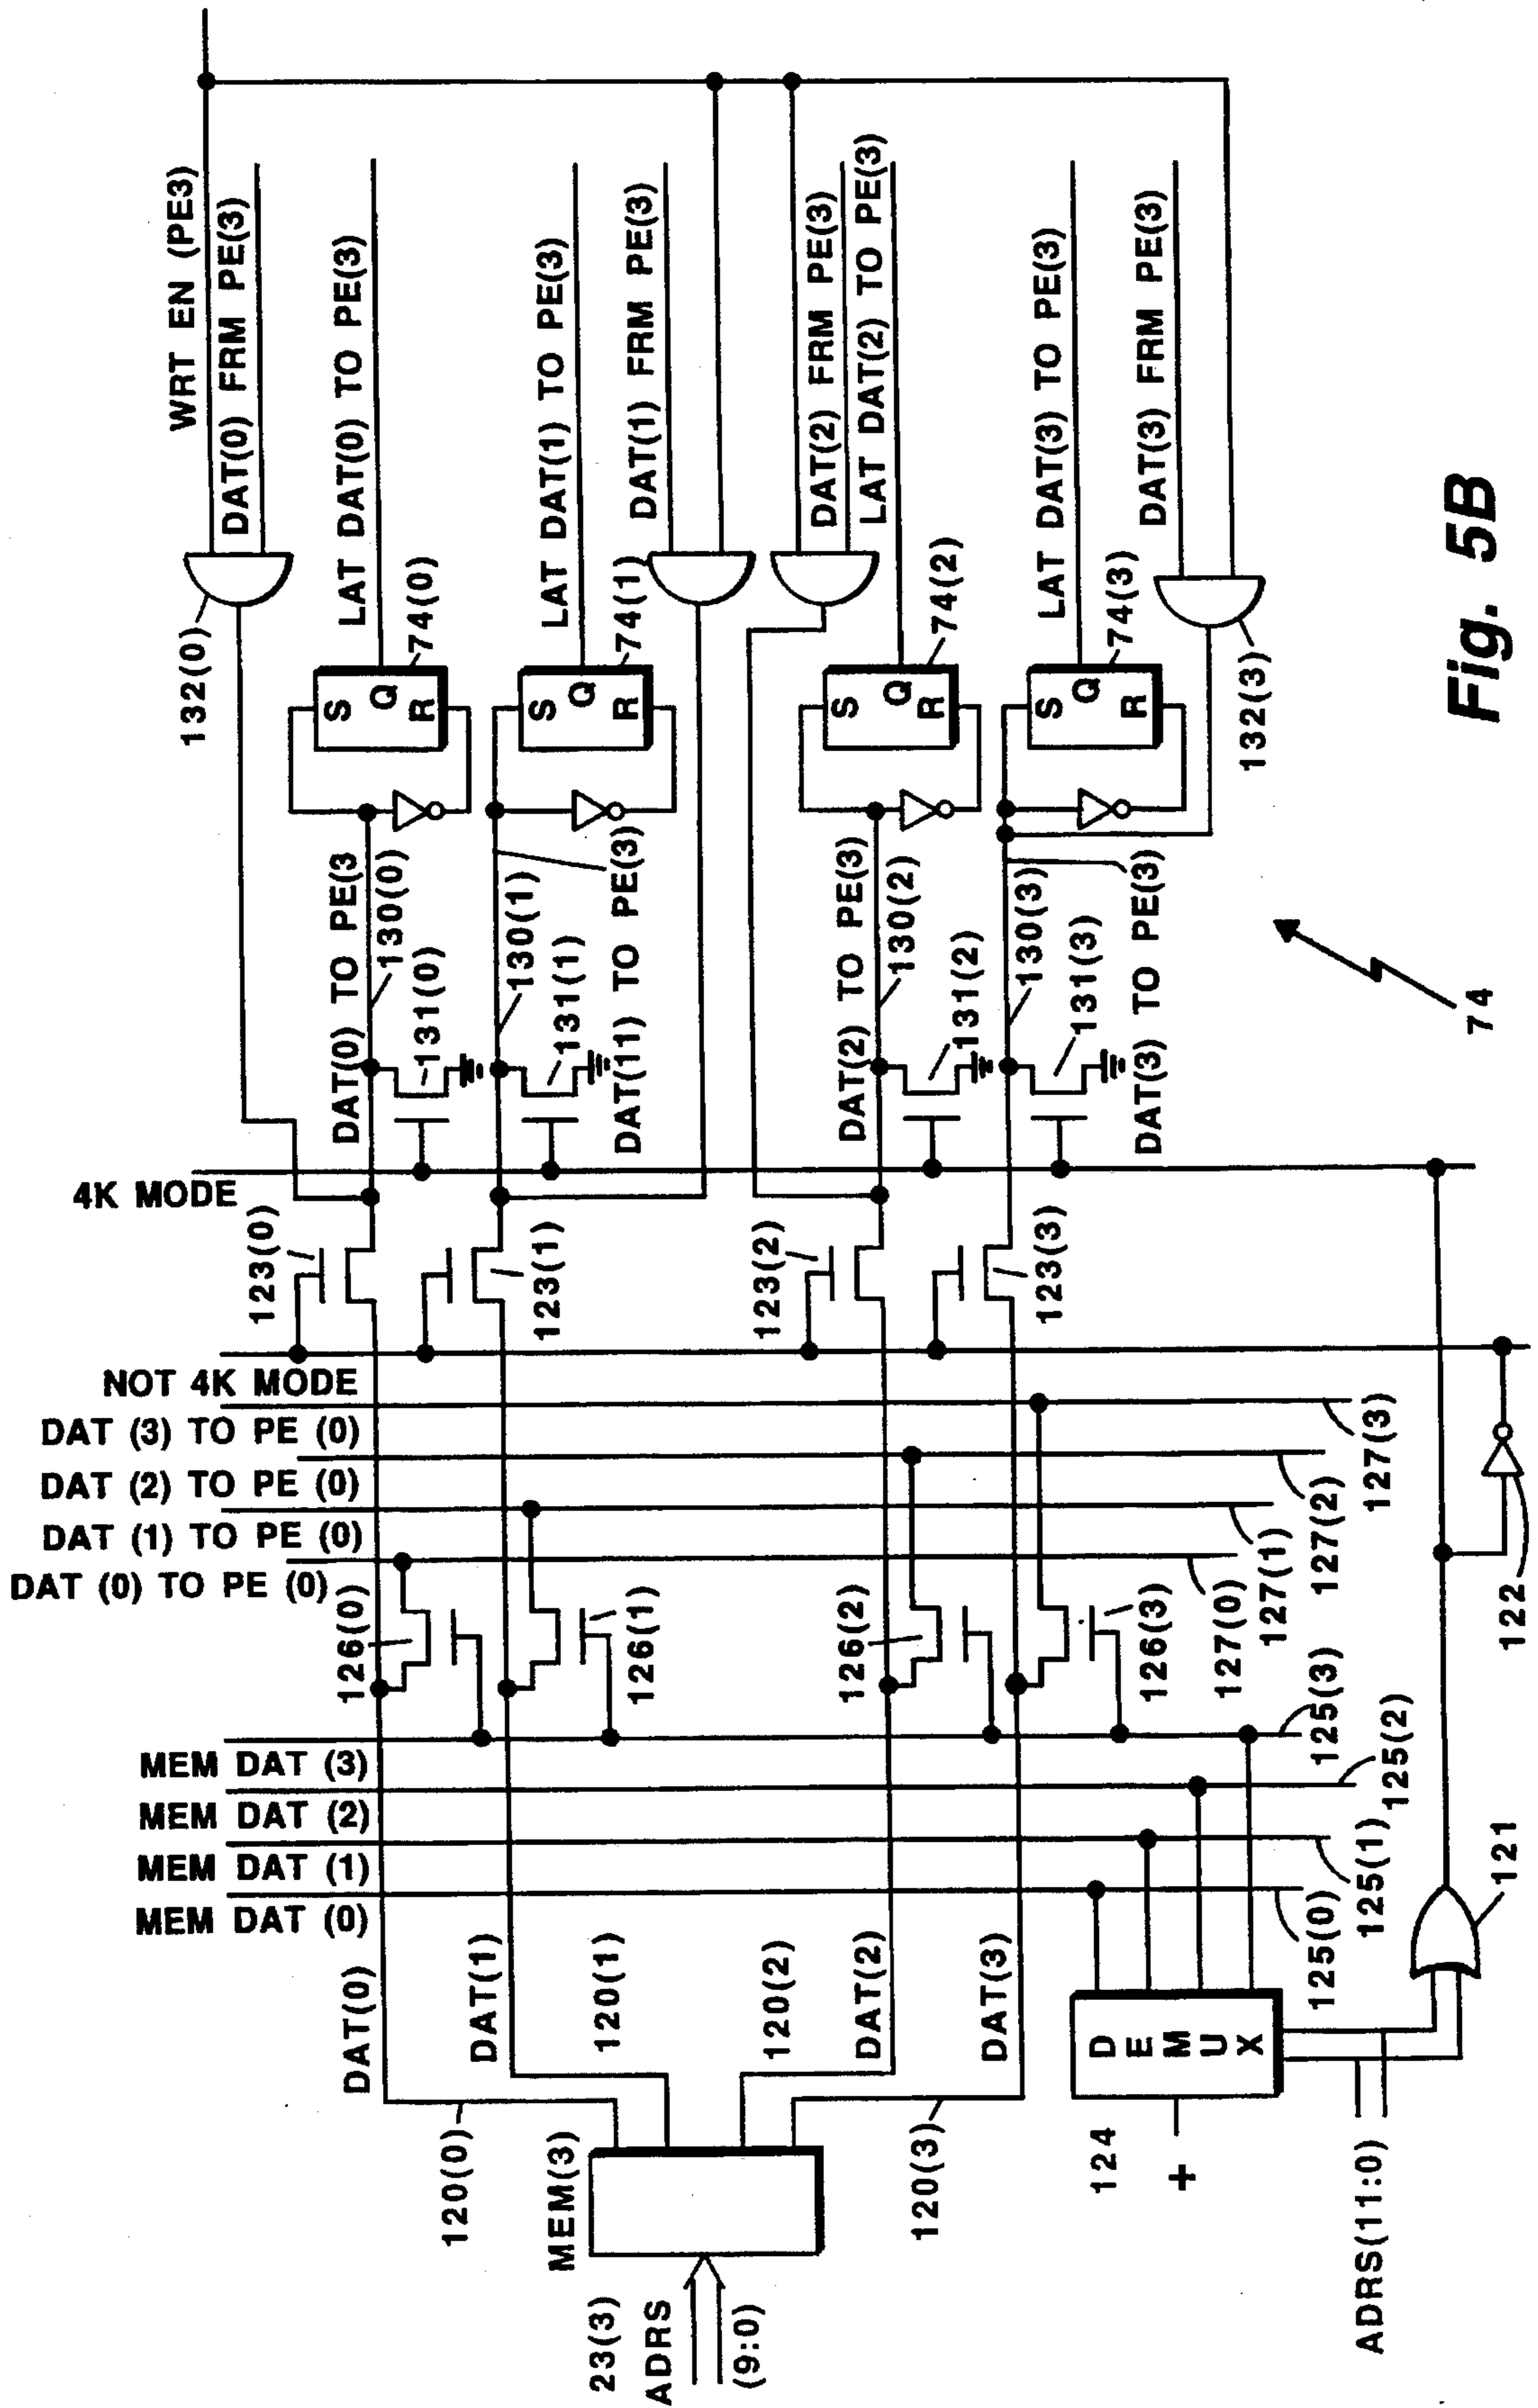 WRT EN (PE3)
DAT(0) FRM PE(3)
132(0)
LAT DAT(0) TO PE(3)
74(0)
S
Q
R
LAT DAT(1) TO PE(3)
74(1)
S
Q
R
DAT(1) FRM PE(3)
DAT(2) FRM PE(3)
LAT DAT(2) TO PE(3)
74(2)
S
Q
R
LAT DAT(3) TO PE(3)
74(3)
S
Q
R
DAT(3) FRM PE(3)
132(3)
DAT(0) TO PE(3
130(0)
131(0)
130(1)
131(1)
DAT(11) TO PE(3)
DAT(2) TO PE(3)
130(2)
131(2)
130(3)
131(3)
DAT(3) TO PE(3)
74
Fig. 5B
4K MODE
123(0)
123(1)
123(2)
123(3)
NOT 4K MODE
DAT (3) TO PE (0)
DAT (2) TO PE (0)
DAT (1) TO PE (0)
DAT (0) TO PE (0)
127(3)
127(2)
127(1)
127(0)
122
126(0)
126(1)
126(2)
126(3)
MEM DAT (3)
MEM DAT (2)
MEM DAT (1)
MEM DAT (0)
125(3)
125(2)
125(1)
125(0)
121
DAT(0)
DAT(1)
120(1)
120(2)
DAT(2)
DAT(3)
120(0)
MEM(3)
120(3)
D
E
M
U
X
124
+
23(3)
ADRS
(9:0)
ADRS(11:0)